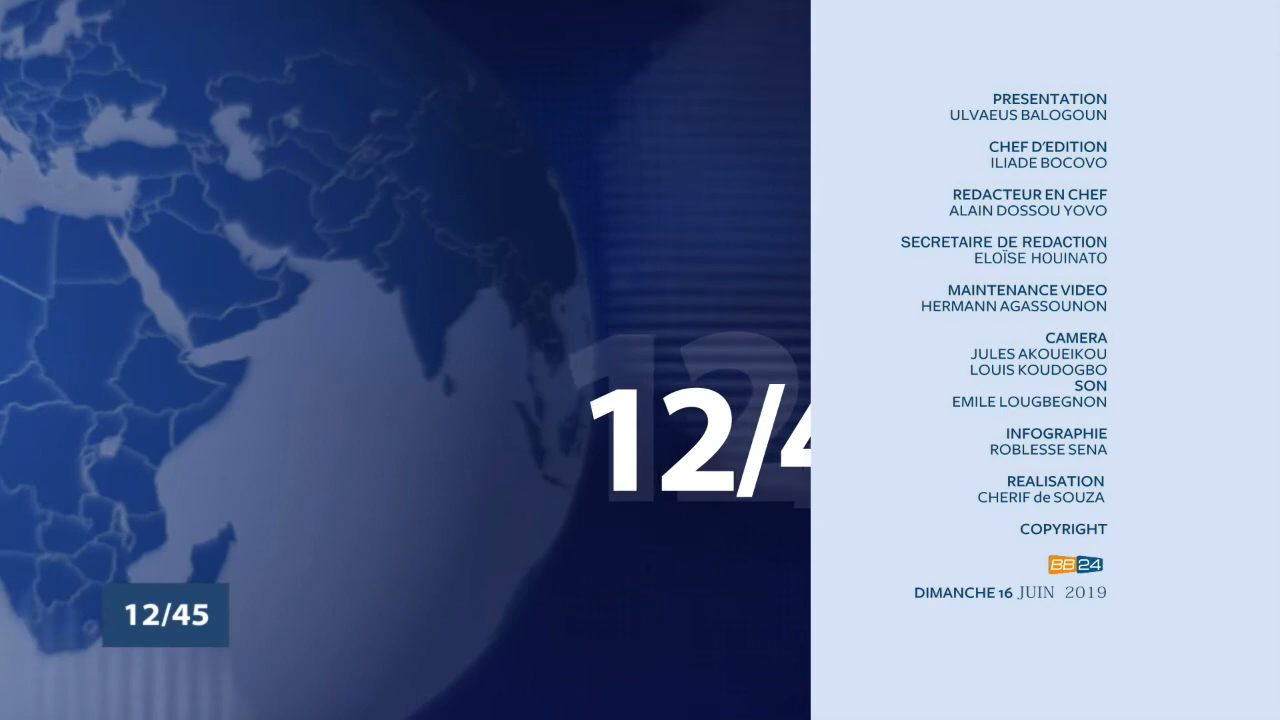 12/4
12
12/45
PRESENTATION
ULVAEUS BALOGOUN
CHEF D'EDITION
ILIADE BOCOVO
REDACTEUR EN CHEF
ALAIN DOSSOU YOVO
SECRETAIRE DE REDACTION
ELOÏSE HOUINATO
MAINTENANCE VIDEO
HERMANN AGASSOUNON
CAMERA
JULES AKOUEIKOU
LOUIS KOUDOGBO
SON
EMILE LOUGBEGNON
INFOGRAPHIE
ROBLESSE SENA
REALISATION
CHERIF de SOUZA
COPYRIGHT
BB24
DIMANCHE 16 JUIN 2019